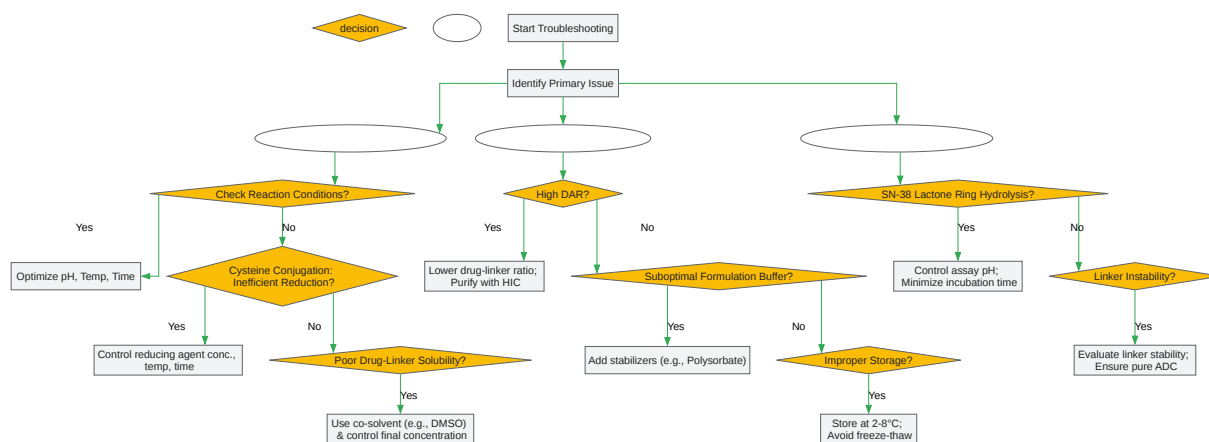 decision
Start Troubleshooting
Identify Primary Issue
Check Reaction Conditions?
High DAR?
SN-38 Lactone Ring Hydrolysis?
Yes
No
Yes
No
Yes
No
Optimize pH, Temp, Time
Cysteine Conjugation:
Inefficient Reduction?
Lower drug-linker ratio;
Purify with HIC
Suboptimal Formulation Buffer?
Control assay pH;
Minimize incubation time
Linker Instability?
Yes
No
Yes
No
Yes
Control reducing agent conc.,
temp, time
Poor Drug-Linker Solubility?
Add stabilizers (e.g., Polysorbate)
Improper Storage?
Evaluate linker stability;
Ensure pure ADC
Yes
Yes
Use co-solvent (e.g., DMSO)
& control final concentration
Store at 2-8°C;
Avoid freeze-thaw